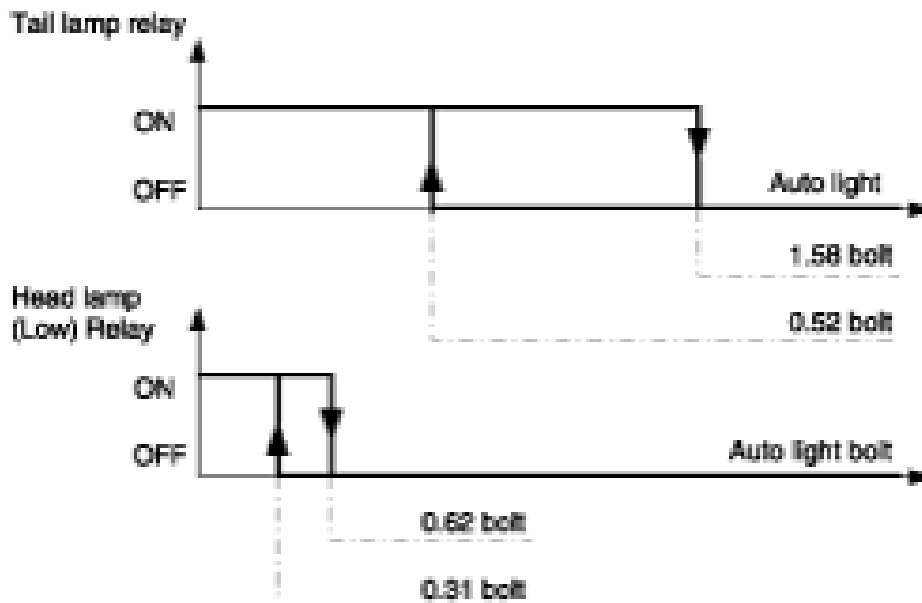 Tail lamp relay
ON
OFF
Auto light
1.58 bolt
0.52 bolt
Head lamp
(Low) Relay
ON
OFF
Auto light bolt
0.62 bolt
0.31 bolt